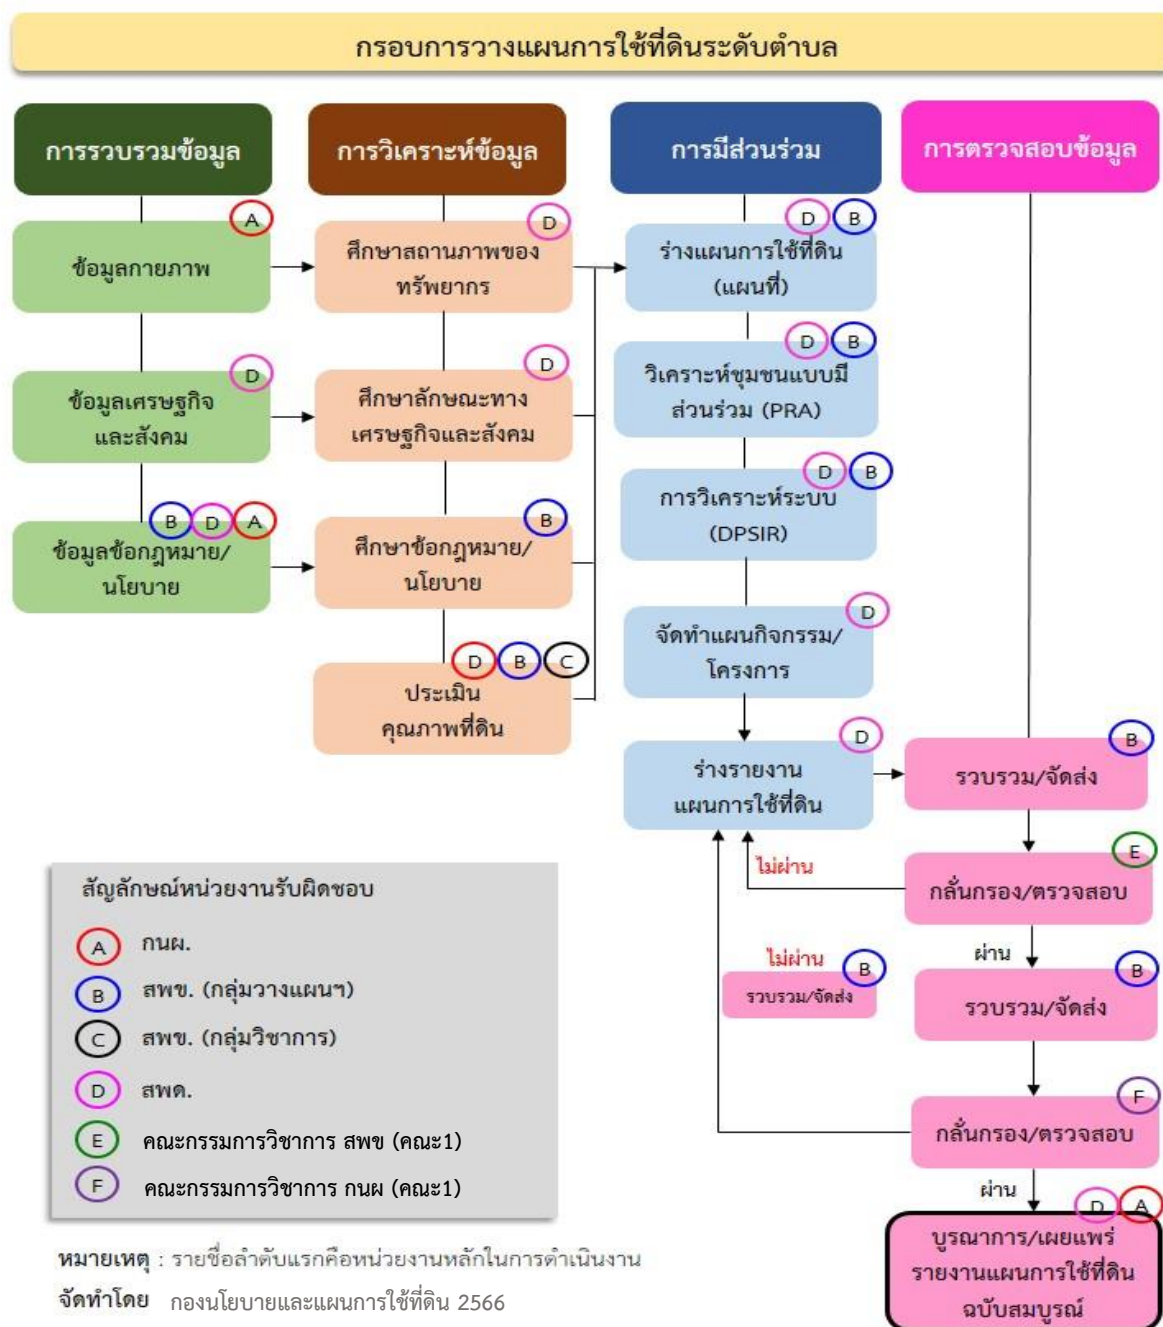 กรอบการวางแผนการใช้ที่ดินระดับตำบล
การรวบรวมข้อมูล
การวิเคราะห์ข้อมูล
การมีส่วนร่วม
การตรวจสอบข้อมูล
A
ข้อมูลกายภาพ
D
ศึกษาสถานภาพของ
ทรัพยากร
D B
ร่างแผนการใช้ที่ดิน
(แผนที่)
D
ข้อมูลเศรษฐกิจ
และสังคม
D
ศึกษาลักษณะทาง
เศรษฐกิจและสังคม
D B
วิเคราะห์ชุมชนแบบมี
ส่วนร่วม (PRA)
B D A
ข้อมูลข้อกฎหมาย/
นโยบาย
B
ศึกษาข้อกฎหมาย/
นโยบาย
D B
การวิเคราะห์ระบบ
(DPSIR)
D B C
ประเมิน
คุณภาพที่ดิน
D
จัดทำแผนกิจกรรม/
โครงการ
D
ร่างรายงาน
แผนการใช้ที่ดิน
B
รวบรวม/จัดส่ง
E
กลั่นกรอง/ตรวจสอบ
ไม่ผ่าน
ผ่าน
ไม่ผ่าน
B
รวบรวม/จัดส่ง
B
รวบรวม/จัดส่ง
F
กลั่นกรอง/ตรวจสอบ
ผ่าน
D A
บูรณาการ/เผยแพร่
รายงานแผนการใช้ที่ดิน
ฉบับสมบูรณ์
สัญลักษณ์หน่วยงานรับผิดชอบ
A กนผ.
B สพข. (กลุ่มวางแผนฯ)
C สพข. (กลุ่มวิชาการ)
D สพด.
E คณะกรรมการวิชาการ สพข (คณะ1)
F คณะกรรมการวิชาการ กนผ (คณะ1)
หมายเหตุ : รายชื่อลำดับแรกคือหน่วยงานหลักในการดำเนินงาน
จัดทำโดย กองนโยบายและแผนการใช้ที่ดิน 2566